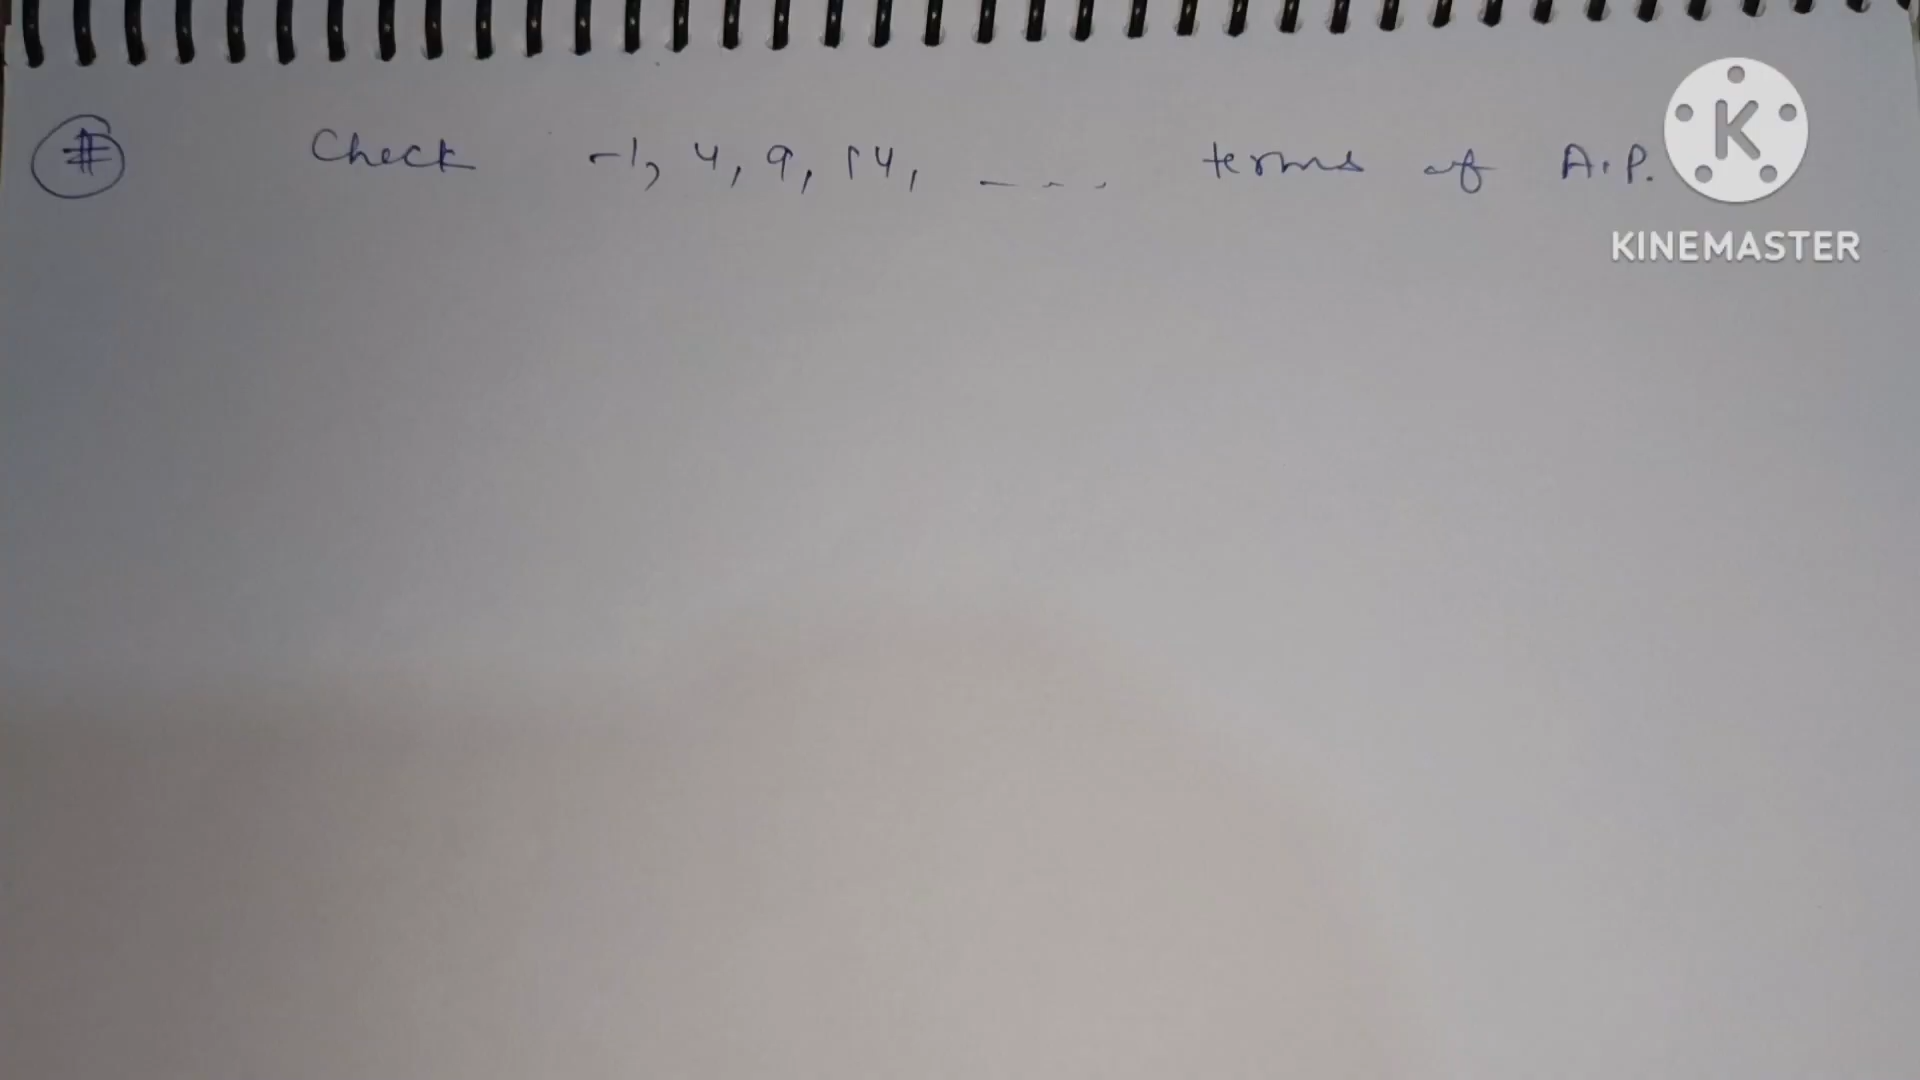 # Check -1, 4, 9, 14, - - - . terms of A.P.
K
KINEMASTER